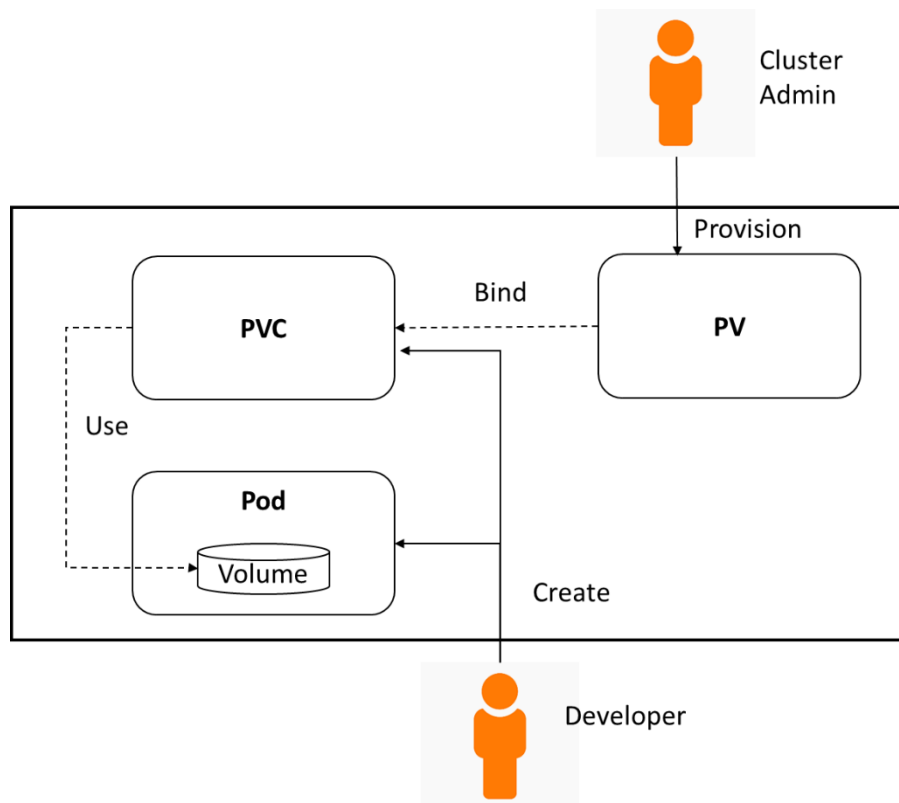 Cluster
Admin
Provision
Bind
PVC
PV
Use
Pod
Volume
Create
Developer